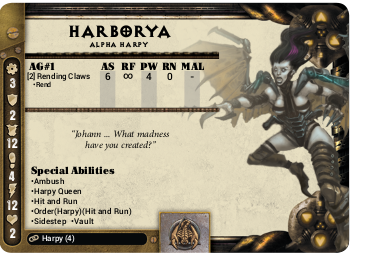 HARBORYA
ALPHA HARPY
AG#1 AS RF PW RN MAL
[2] Rending Claws 6 ∞ 4 0 -
•Rend
3
2
12
4
12
2
"Johann ... What madness
have you created?"
Special Abilities
•Ambush
•Harpy Queen
•Hit and Run
•Order(Harpy)(Hit and Run)
•Sidestep •Vault
Harpy (4)